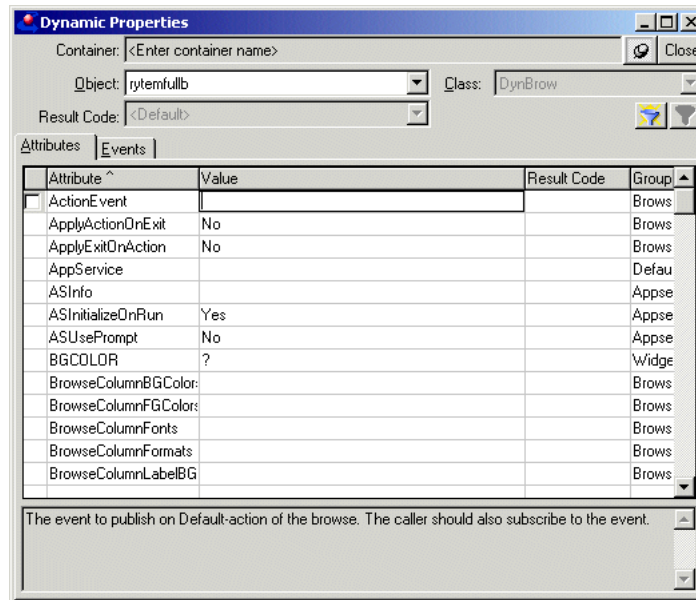 Dynamic Properties
Container: <Enter container name> Close
Object: rytemfullb Class: DynBrow
Result Code: <Default>
Attributes Events
Attribute ^ Value Result Code Group
ActionEvent Brows
ApplyActionOnExit No Brows
ApplyExitOnAction No Brows
AppService Defau
ASInfo Appse
ASInitializeOnRun Yes Appse
ASUsePrompt No Appse
BGCOLOR ? Widge
BrowseColumnBGColors Brows
BrowseColumnFGColors Brows
BrowseColumnFonts Brows
BrowseColumnFormats Brows
BrowseColumnLabelBG Brows
The event to publish on Default-action of the browse. The caller should also subscribe to the event.